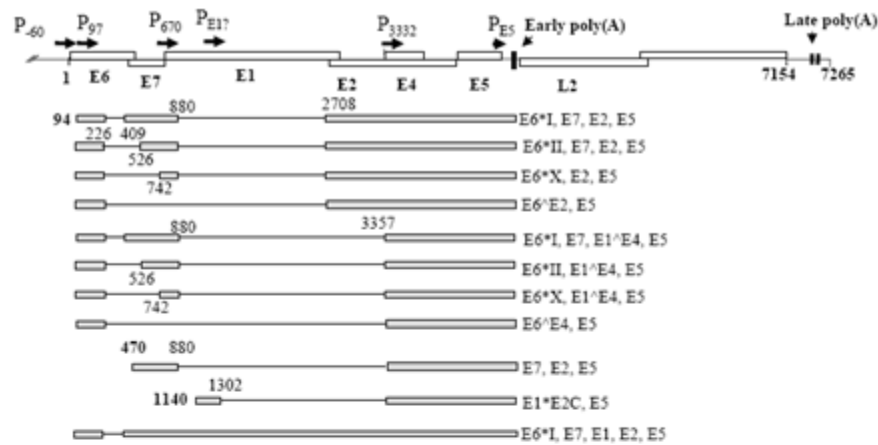 P-60 P97 P670 PE1? P3332 PE5 Early poly(A) Late poly(A)
1 E6 E7 E1 E2 E4 E5 L2 7154 7265
880 2708
94 E6*I, E7, E2, E5
226 409
E6*II, E7, E2, E5
526
E6*X, E2, E5
742
E6^E2, E5
880 3357
E6*I, E7, E1^E4, E5
E6*II, E1^E4, E5
526
E6*X, E1^E4, E5
742
E6^E4, E5
470 880
E7, E2, E5
1302
1140 E1*E2C, E5
E6*I, E7, E1, E2, E5